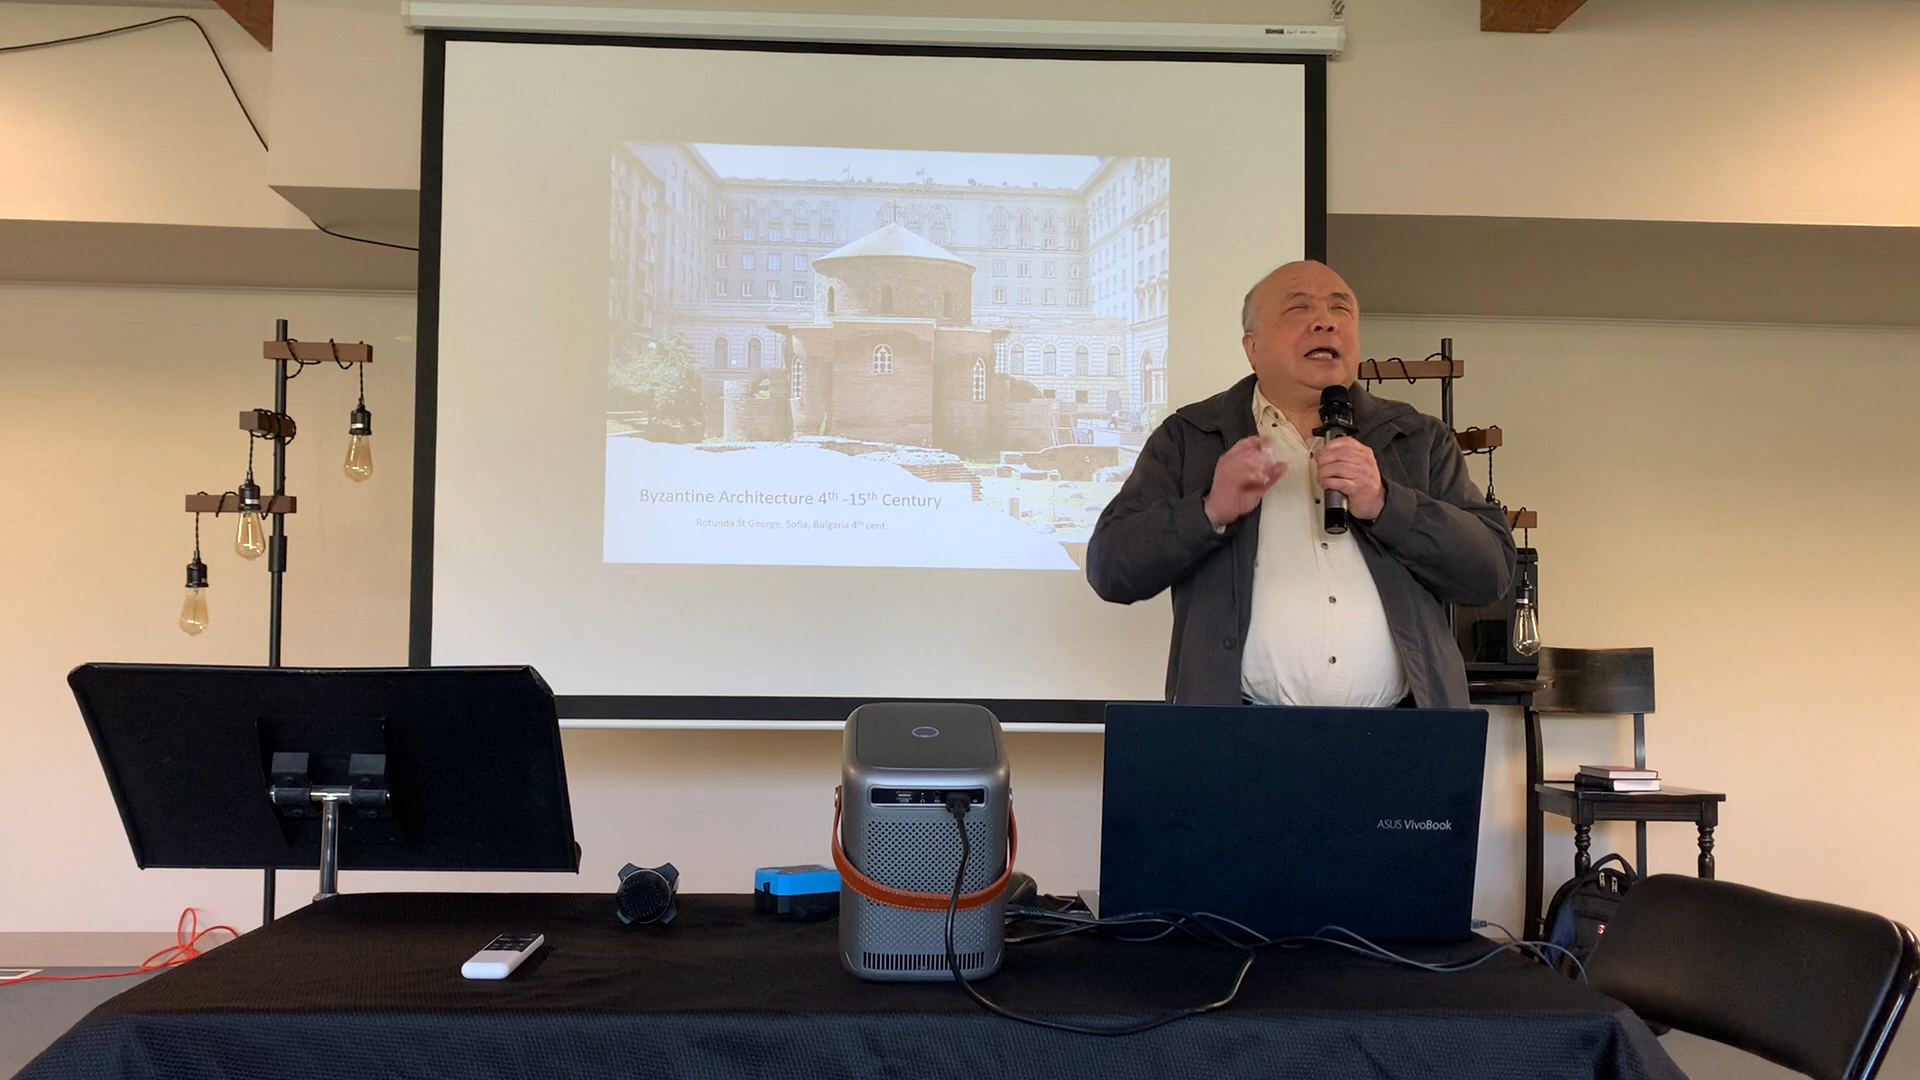 Byzantine Architecture 4th -15th Century
Rotunda St George, Sofia, Bulgaria 4th cent.
ASUS VivoBook